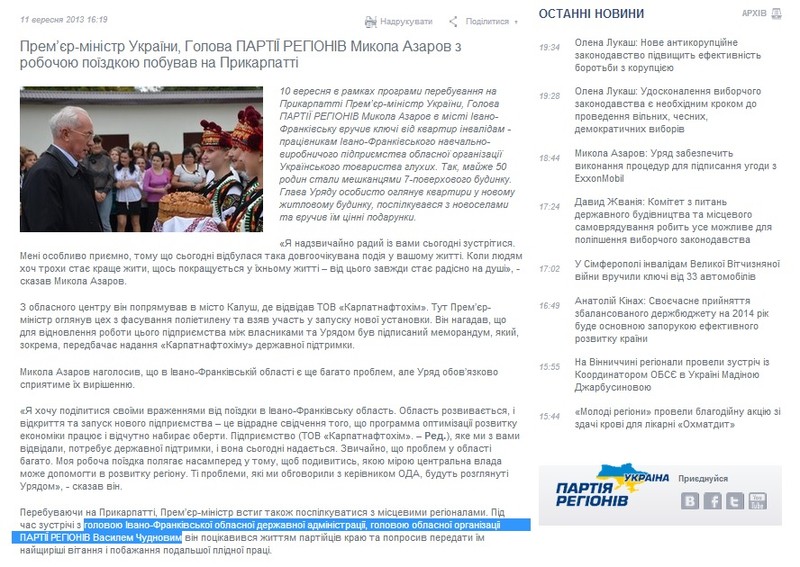 11 вересня 2013 16:19
Надрукувати
Поділитися
Прем'єр-міністр України, Голова ПАРТІЇ РЕГІОНІВ Микола Азаров з
робочою поїздкою побував на Прикарпатті
10 вересня в рамках програми перебування на
Прикарпатті Прем'єр-міністр України, Голова
ПАРТІЇ РЕГІОНІВ Микола Азаров в місті Івано-
Франківську вручив ключі від квартир інвалідам -
працівникам Івано-Франківського навчально-
виробничого підприємства обласної організації
Українського товариства глухих. Так, майже 50
родин стали мешканцями 7-поверхового будинку.
Глава Уряду особисто оглянув квартири у новому
житловому будинку, поспілкувався з новоселами
та вручив їм цінні подарунки.
«Я надзвичайно радий із вами сьогодні зустрітися.
Мені особливо приємно, тому що сьогодні відбулася така довгоочікувана подія у вашому житті. Коли людям
хоч трохи стає краще жити, щось покращується у їхньому житті – від цього завжди стає радісно на душі», -
сказав Микола Азаров.
З обласного центру він попрямував в місто Калуш, де відвідав ТОВ «Карпатнафтохім». Тут Прем'єр-
міністр оглянув цех з фасування поліетилену та взяв участь у запуску нової установки. Він нагадав, що
для відновлення роботи цього підприємства між власниками та Урядом був підписаний меморандум, який,
зокрема, передбачає надання «Карпатнафтохіму» державної підтримки.
Микола Азаров наголосив, що в Івано-Франківській області є ще багато проблем, але Уряд обов'язково
сприятиме їх вирішенню.
«Я хочу поділитися своїми враженнями від поїздки в Івано-Франківську область. Область розвивається, і
відкриття та запуск нового підприємства – це відрадне свідчення того, що програма оптимізації розвитку
економіки працює і відчутно набирає оберти. Підприємство (ТОВ «Карпатнафтохім». – Ред.), яке ми з вами
відвідали, потребує державної підтримки, і вона сьогодні надається. Звичайно, що проблем у області
багато. Моя робоча поїздка полягає насамперед у тому, щоб подивитись, якою мірою центральна влада
може допомогти в розвитку регіону. Ті проблеми, які ми обговорили з керівником ОДА, будуть розглянуті
Урядом», - сказав він.
Перебуваючи на Прикарпатті, Прем'єр-міністр встиг також поспілкуватися з місцевими регіоналами. Під
час зустрічі з головою Івано-Франківської обласної державної адміністрації, головою обласної організації
ПАРТІЇ РЕГІОНІВ Василем Чудновим він поцікавився життям партійців краю та попросив передати їм
найщиріші вітання і побажання подальшої плідної праці.
ОСТАННІ НОВИНИ
АРХІВ
19:34 Олена Лукаш: Нове антикорупційне
законодавство підвищить ефективність
боротьби з корупцією
19:28 Олена Лукаш: Удосконалення виборчого
законодавства є необхідним кроком до
проведення вільних, чесних,
демократичних виборів
18:44 Микола Азаров: Уряд забезпечить
виконання процедур для підписання угоди з
ExxonMobil
17:24 Давид Жванія: Комітет з питань
державного будівництва та місцевого
самоврядування робить усе можливе для
поліпшення виборчого законодавства
17:02 У Сімферополі інвалідам Великої Вітчизняної
війни вручили ключі від 33 автомобілів
16:49 Анатолій Кінах: Своєчасне прийняття
збалансованого держбюджету на 2014 рік
буде основною запорукою ефективного
розвитку країни
15:55 На Вінниччині регіонали провели зустріч із
Координатором ОБСЄ в Україні Мадіною
Джарбусиновою
15:44 «Молоді регіони» провели благодійну акцію зі
здачі крові для лікарні «Охматдит»
УКРАЇНА
ПАРТІЯ
РЕГІОНІВ
Приєднуйся
You
Tube